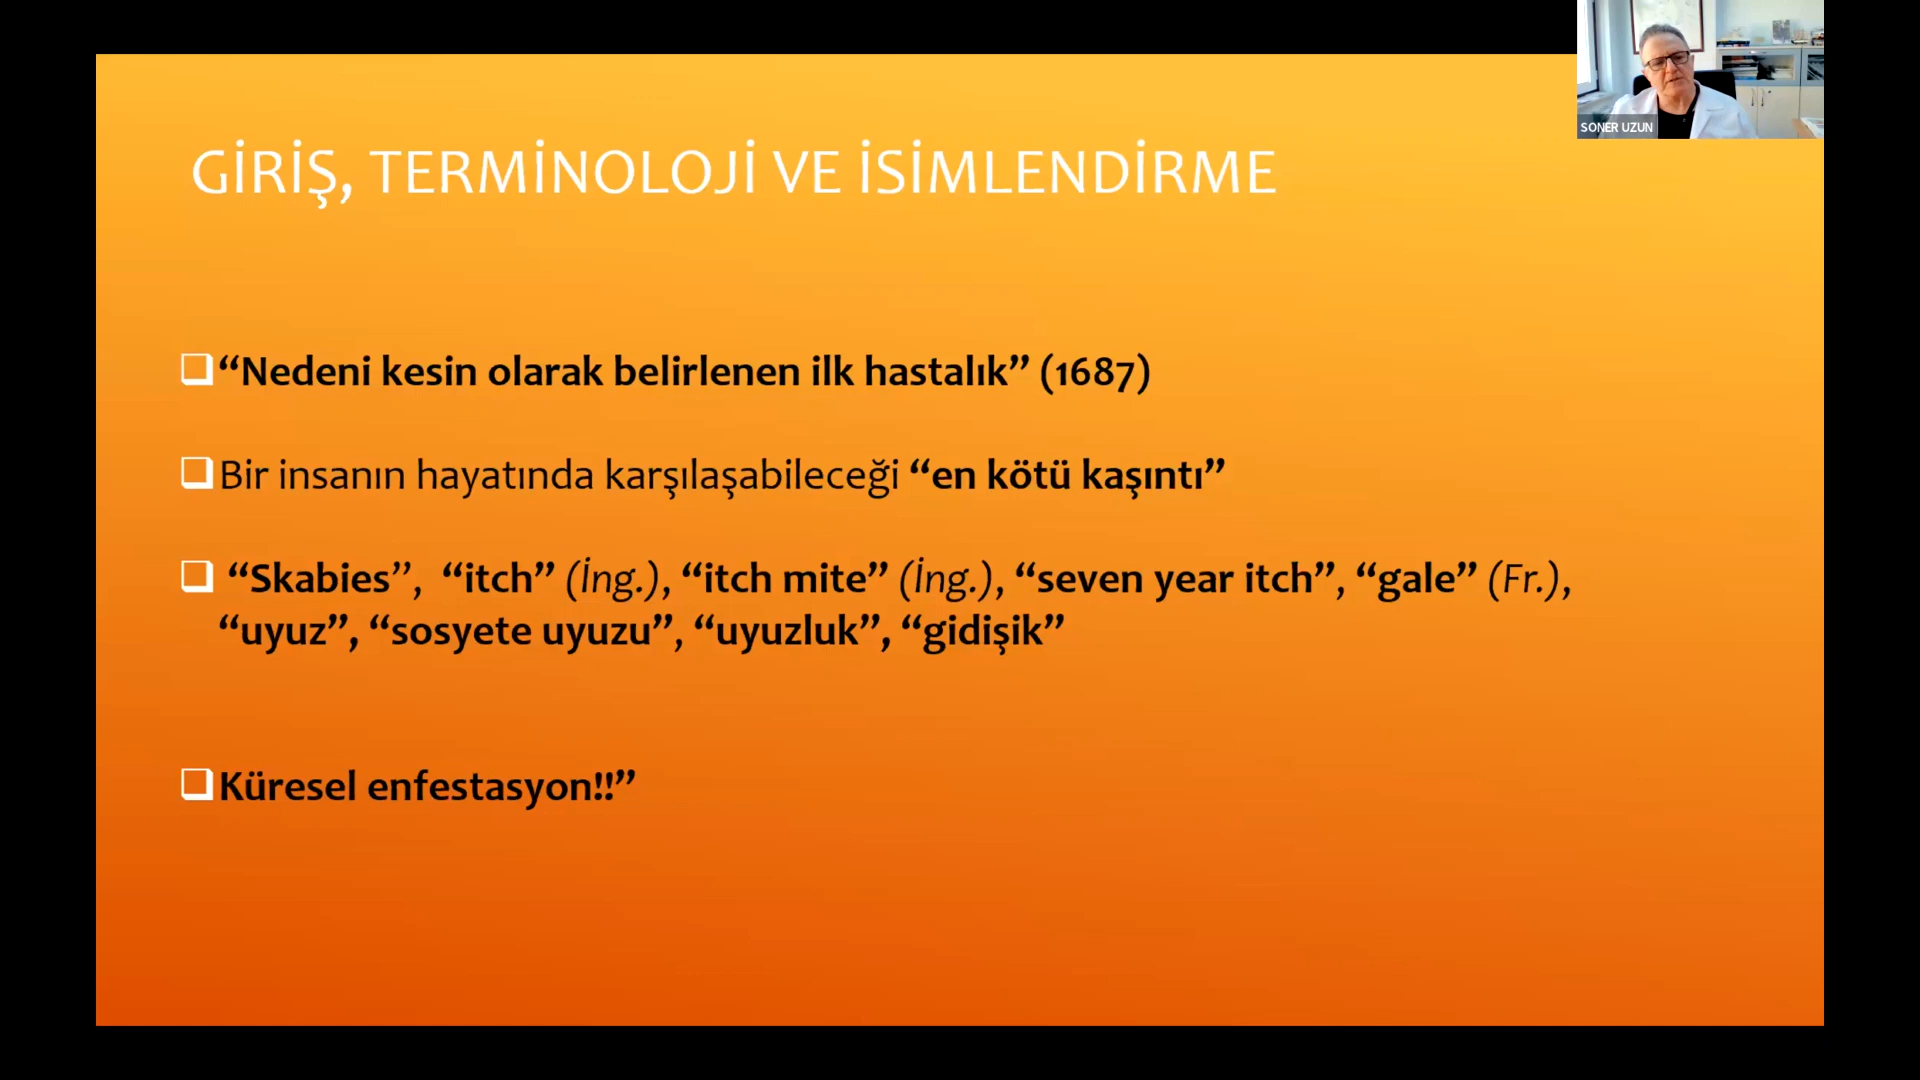 SONER UZUN
GİRİŞ, TERMİNOLOJİ VE İSİMLENDİRME
“Nedeni kesin olarak belirlenen ilk hastalık” (1687)
Bir insanın hayatında karşılaşabileceği “en kötü kaşıntı”
“Skabies”, “itch” (İng.), “itch mite” (İng.), “seven year itch”, “gale” (Fr.),
“uyuz”, “sosyete uyuzu”, “uyuzluk”, “gidişik”
Küresel enfestasyon!!”